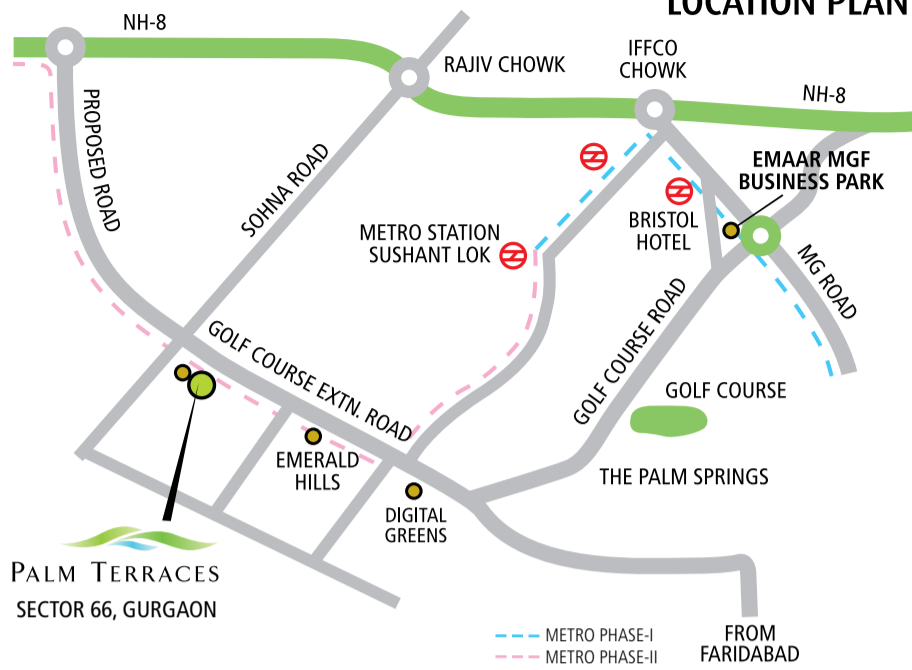 LOCATION PLAN
NH-8
IFFCO
CHOWK
RAJIV CHOWK
NH-8
PROPOSED ROAD
SOHNA ROAD
EMAAR MGF
BUSINESS PARK
METRO STATION
SUSHANT LOK
BRISTOL
HOTEL
MG ROAD
GOLF COURSE EXTN. ROAD
GOLF COURSE ROAD
GOLF COURSE
EMERALD
HILLS
THE PALM SPRINGS
DIGITAL
GREENS
PALM TERRACES
SECTOR 66, GURGAON
METRO PHASE-I
METRO PHASE-II
FROM
FARIDABAD